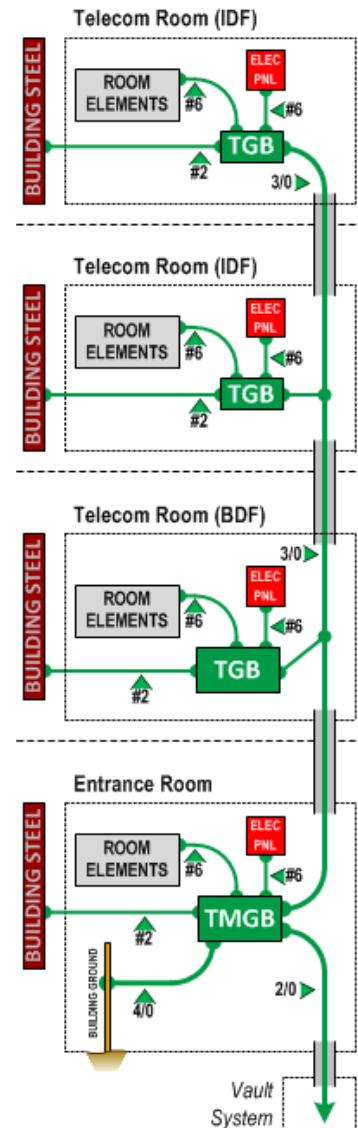 Telecom Room (IDF)
BUILDING STEEL
ROOM
ELEMENTS
ELEC
PNL
#6
#6
TGB
#2
3/0
Telecom Room (IDF)
BUILDING STEEL
ROOM
ELEMENTS
ELEC
PNL
#6
#6
TGB
#2
Telecom Room (BDF)
BUILDING STEEL
3/0
ROOM
ELEMENTS
ELEC
PNL
#6
#6
TGB
#2
Entrance Room
BUILDING STEEL
ROOM
ELEMENTS
ELEC
PNL
#6
#6
TMGB
#2
BUILDING GROUND
4/0
2/0
Vault
System